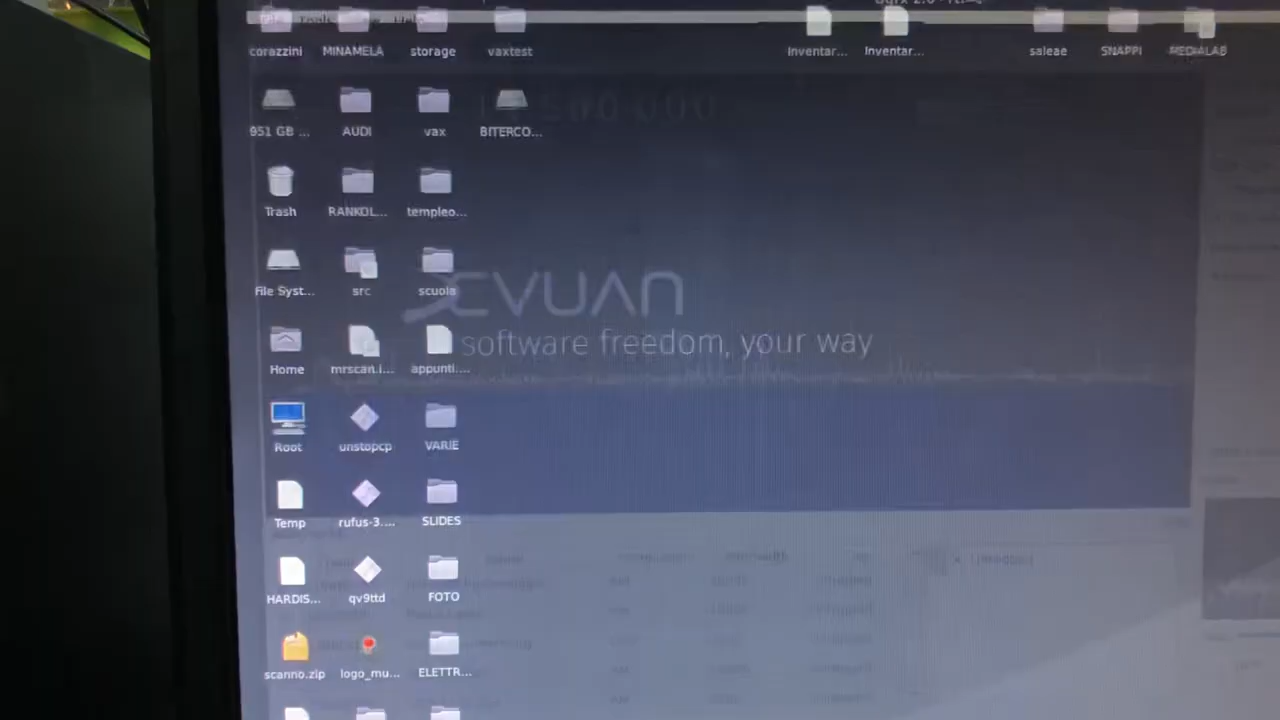 corazzini MINAMELA storage vaxtest Inventar... Inventar... saleae SNAPPI MEDIALAB
951 GB ... AUDI vax BITERCO...
Trash RANKOL... templeo...
File Syst... src scuola
DEVUAN
software freedom, your way
Home mrscan.i... appunti....
Root unstopcp VARIE
Temp rufus-3.... SLIDES
HARDIS... qv9ttd FOTO
scanno.zip logo_mu... ELETTR...